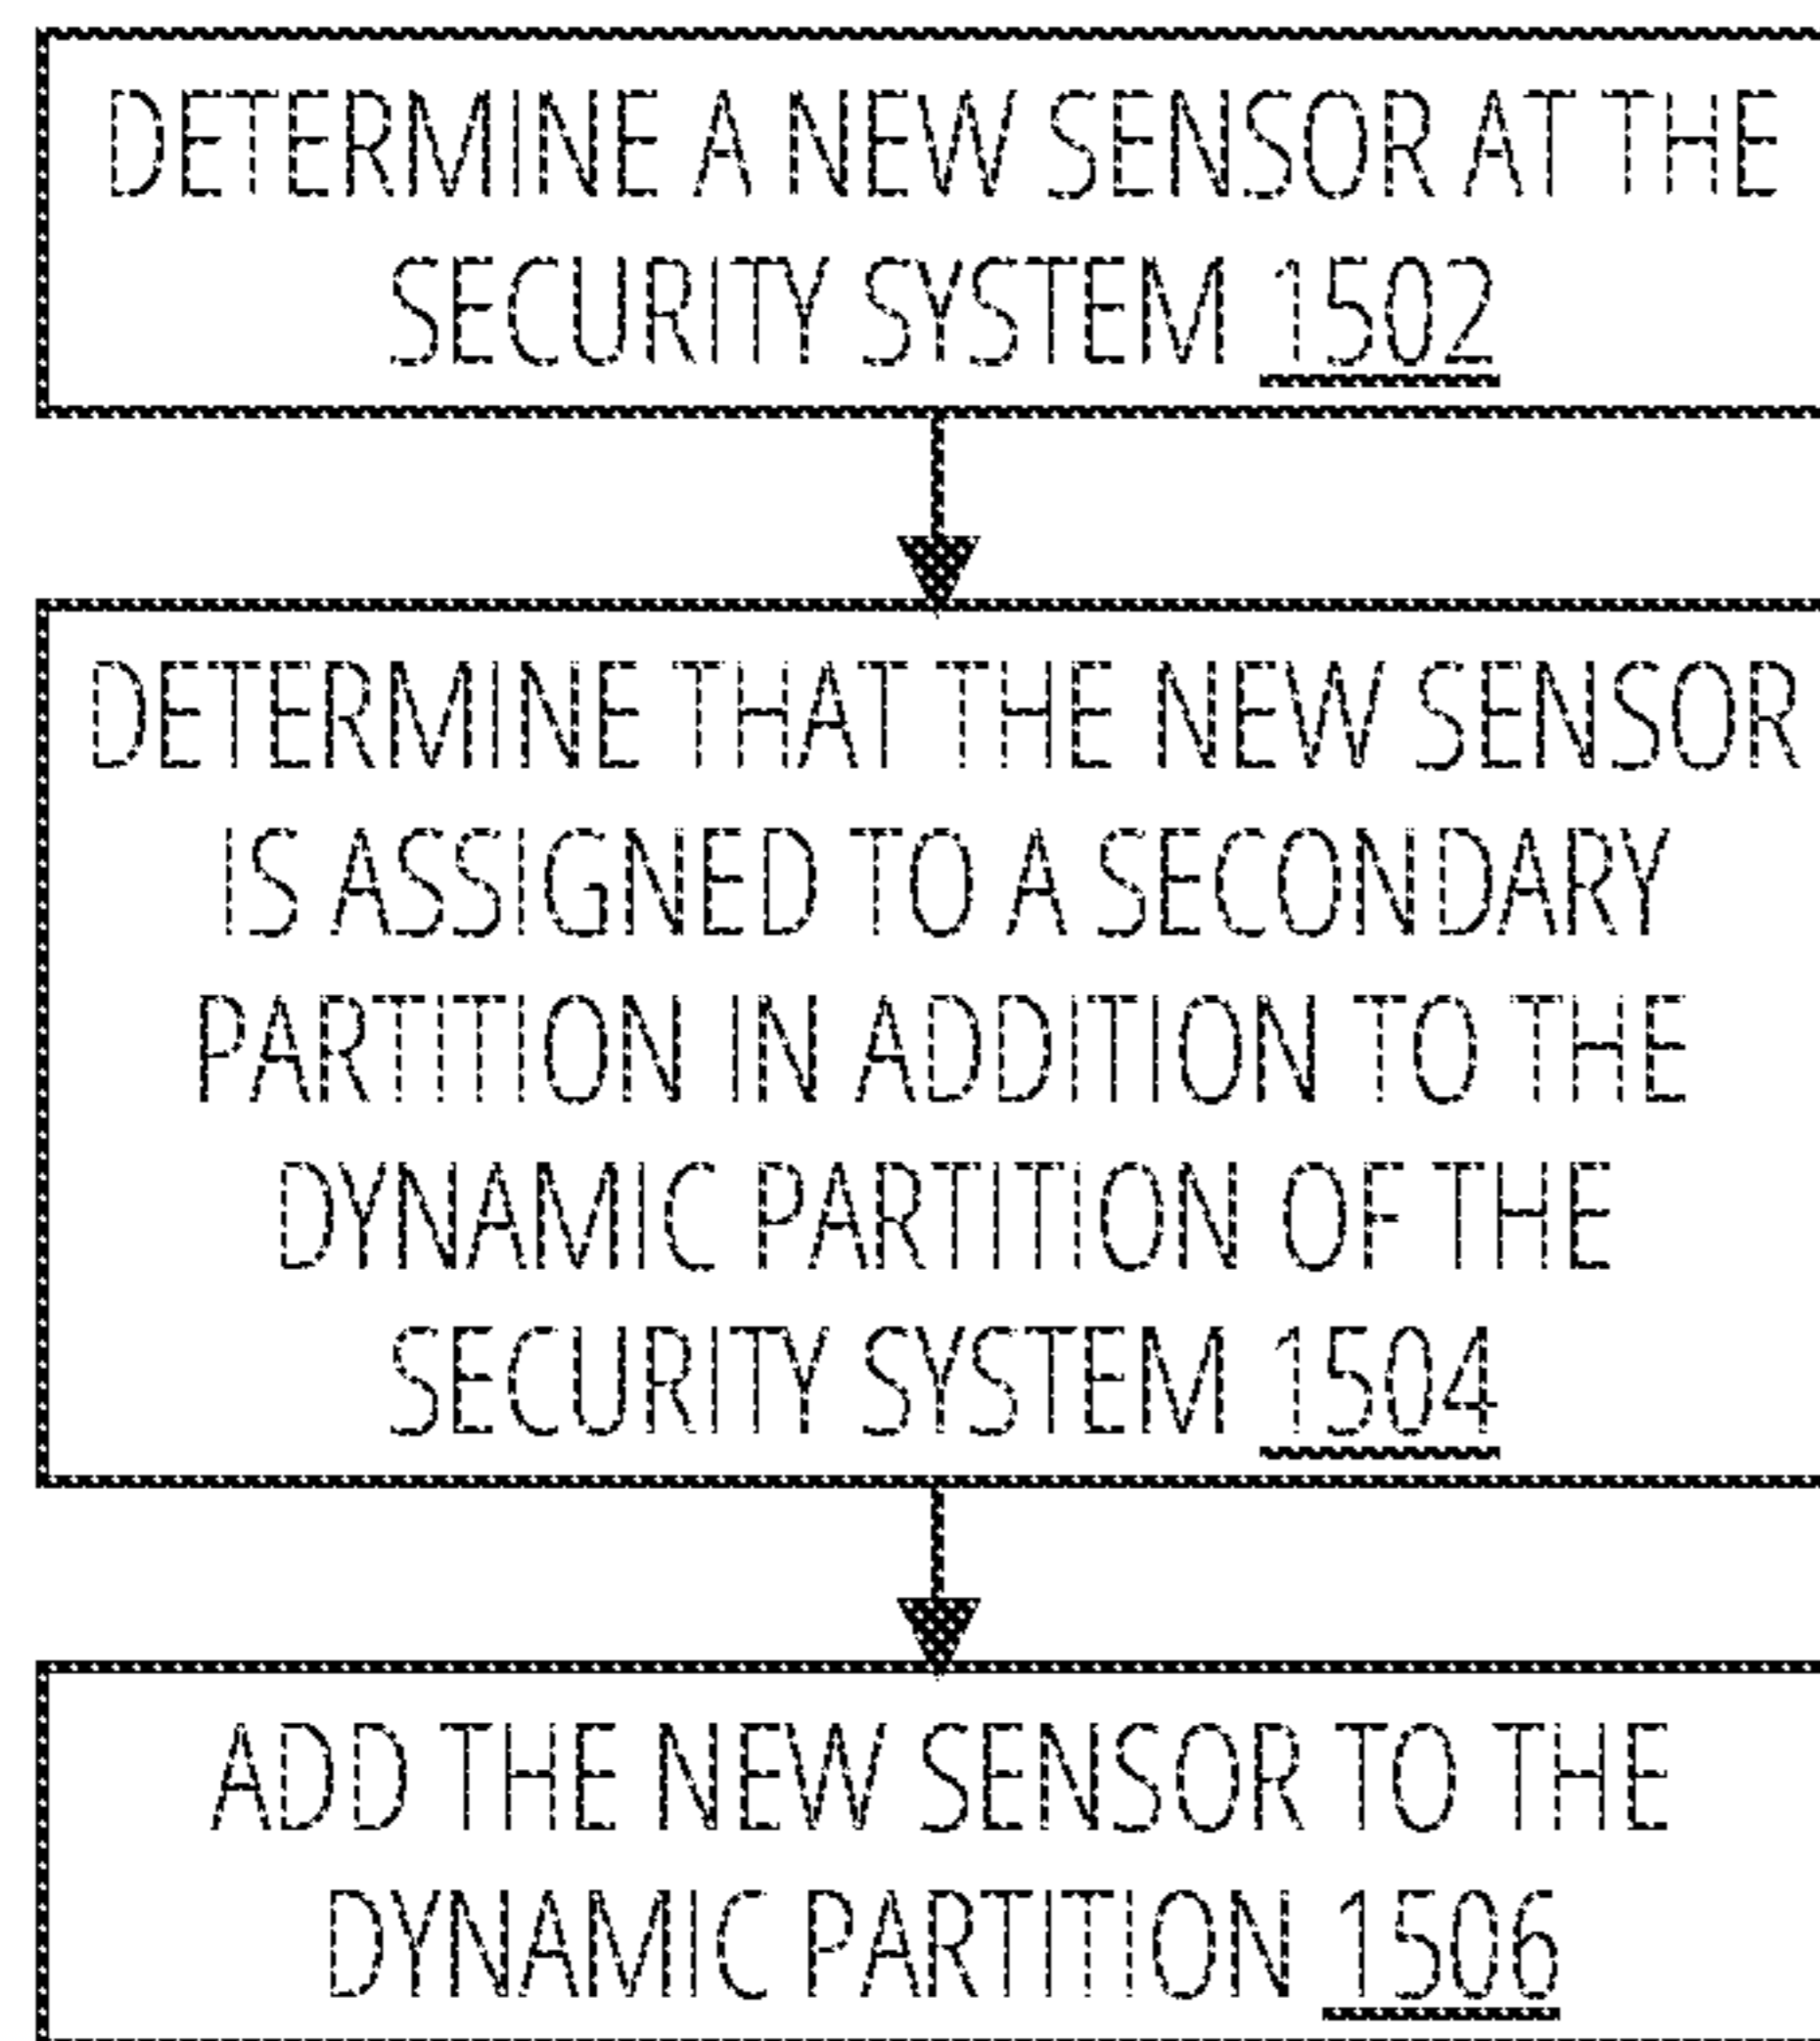 DETERMINE A NEW SENSOR AT THE
SECURITY SYSTEM 1502
DETERMINE THAT THE NEW SENSOR
IS ASSIGNED TO A SECONDARY
PARTITION IN ADDITION TO THE
DYNAMIC PARTITION OF THE
SECURITY SYSTEM 1504
ADD THE NEW SENSOR TO THE
DYNAMIC PARTITION 1506